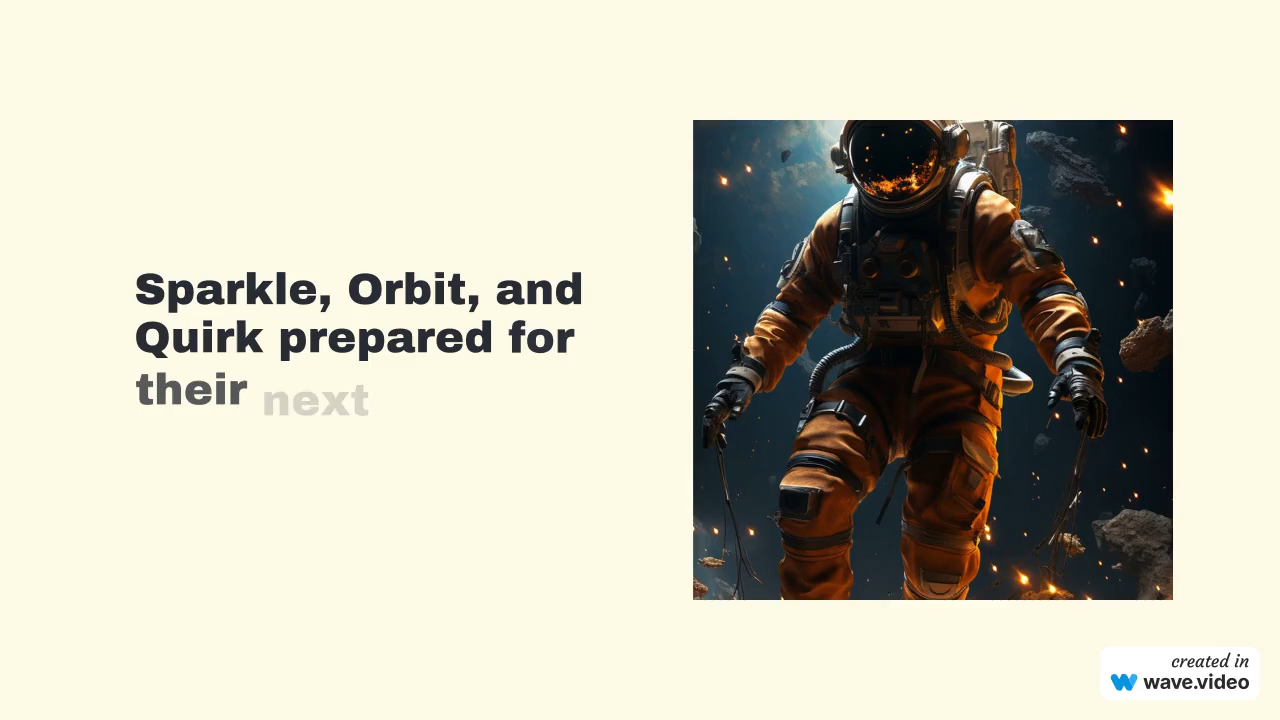 Sparkle, Orbit, and
Quirk prepared for
their next
created in
wave.video